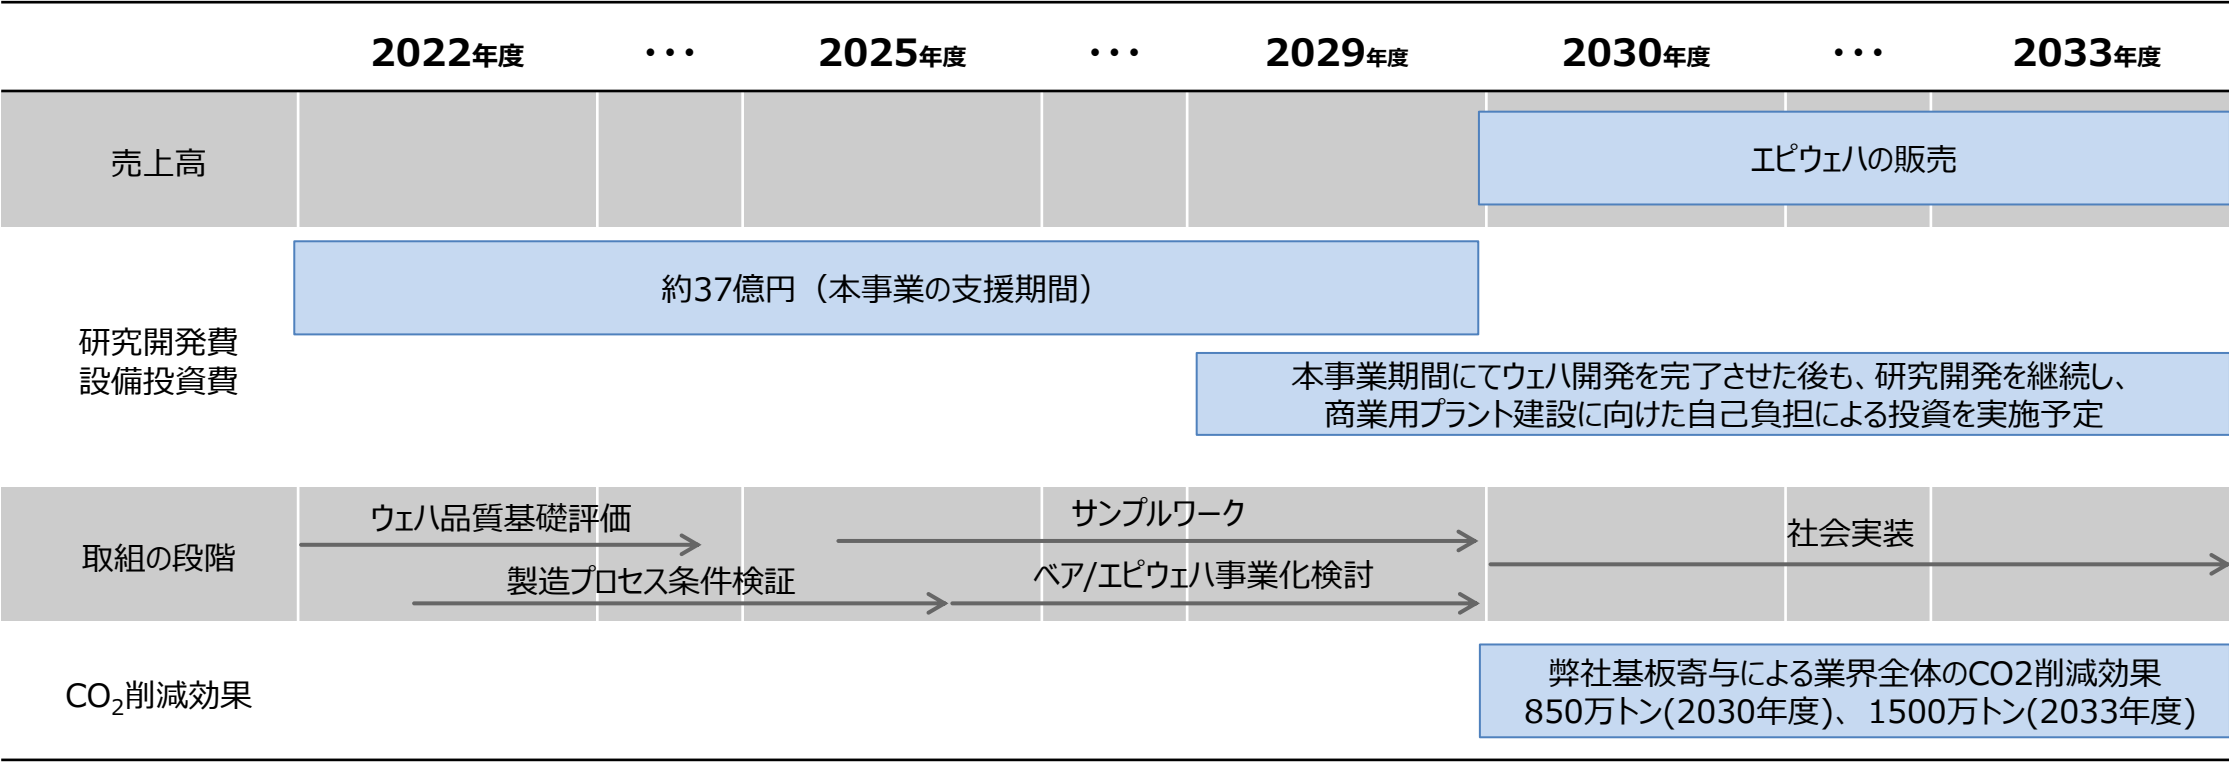 2022年度 ・・・ 2025年度 ・・・ 2029年度 2030年度 ・・・ 2033年度
売上高
エピウェハの販売
約37億円（本事業の支援期間）
研究開発費
設備投資費
本事業期間にてウェハ開発を完了させた後も、研究開発を継続し、
商業用プラント建設に向けた自己負担による投資を実施予定
取組の段階
ウェハ品質基礎評価
サンプルワーク
社会実装
製造プロセス条件検証
ベア/エピウェハ事業化検討
CO₂削減効果
弊社基板寄与による業界全体のCO2削減効果
850万トン(2030年度)、1500万トン(2033年度)